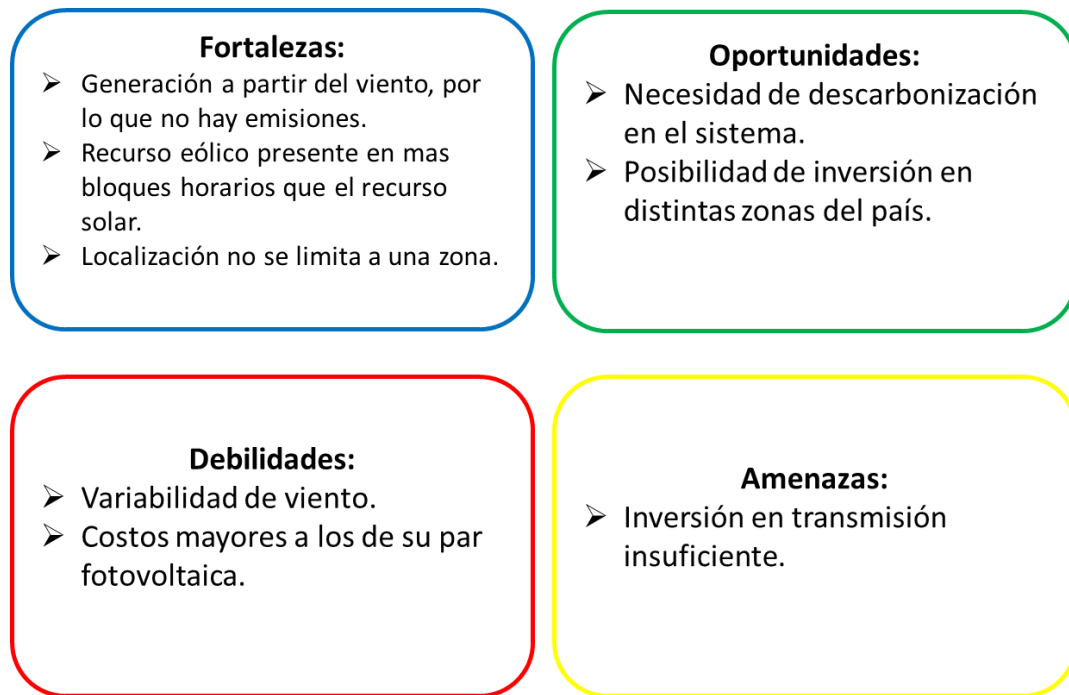 Fortalezas:
➢ Generación a partir del viento, por
lo que no hay emisiones.
➢ Recurso eólico presente en mas
bloques horarios que el recurso
solar.
➢ Localización no se limita a una zona.
Oportunidades:
➢ Necesidad de descarbonización
en el sistema.
➢ Posibilidad de inversión en
distintas zonas del país.
Debilidades:
➢ Variabilidad de viento.
➢ Costos mayores a los de su par
fotovoltaica.
Amenazas:
➢ Inversión en transmisión
insuficiente.